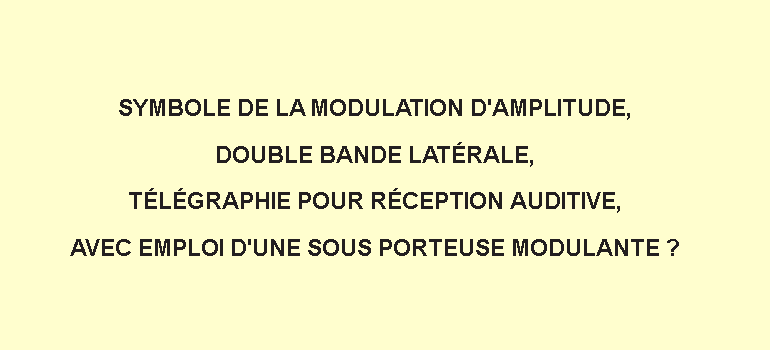 SYMBOLE DE LA MODULATION D'AMPLITUDE,
DOUBLE BANDE LATÉRALE,
TÉLÉGRAPHIE POUR RÉCEPTION AUDITIVE,
AVEC EMPLOI D'UNE SOUS PORTEUSE MODULANTE ?